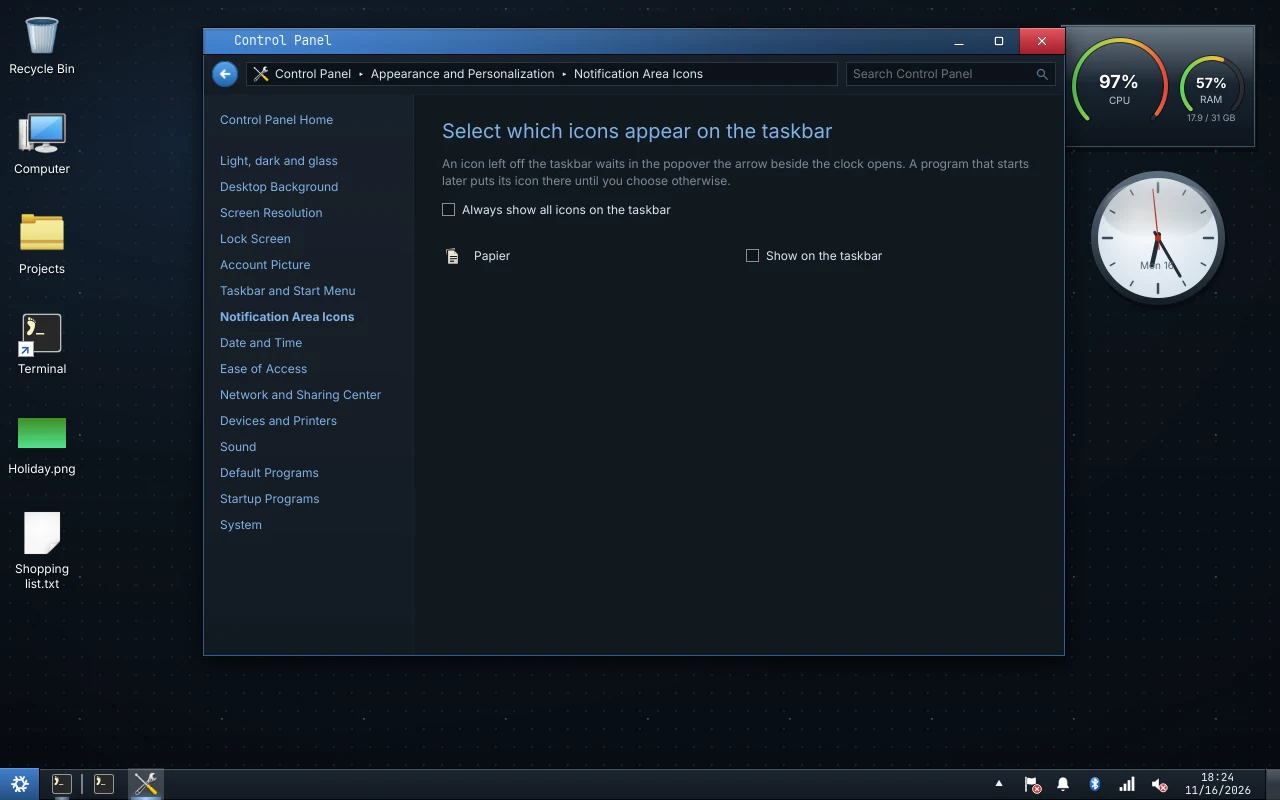 Recycle Bin
Computer
Projects
Terminal
Holiday.png
Shopping
list.txt
Control Panel
Control Panel ▸ Appearance and Personalization ▸ Notification Area Icons
Search Control Panel
Control Panel Home
Light, dark and glass
Desktop Background
Screen Resolution
Lock Screen
Account Picture
Taskbar and Start Menu
Notification Area Icons
Date and Time
Ease of Access
Network and Sharing Center
Devices and Printers
Sound
Default Programs
Startup Programs
System
Select which icons appear on the taskbar
An icon left off the taskbar waits in the popover the arrow beside the clock opens. A program that starts
later puts its icon there until you choose otherwise.
Always show all icons on the taskbar
Papier
Show on the taskbar
97%
CPU
57%
RAM
17.9 / 31 GB
Mon 16
18:24
11/16/2026